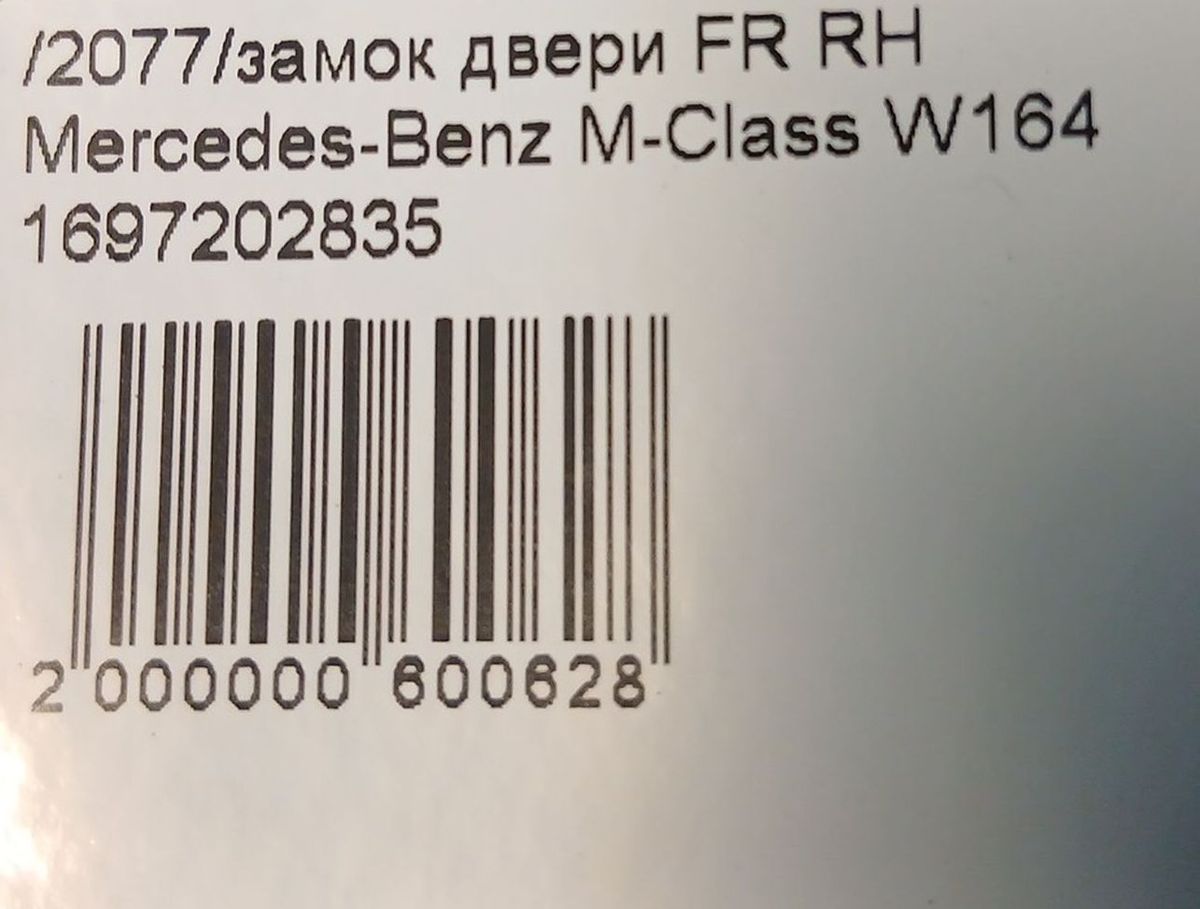 /2077/замок двери FR RH
Mercedes-Benz M-Class W164
1697202835
2 000000 600628